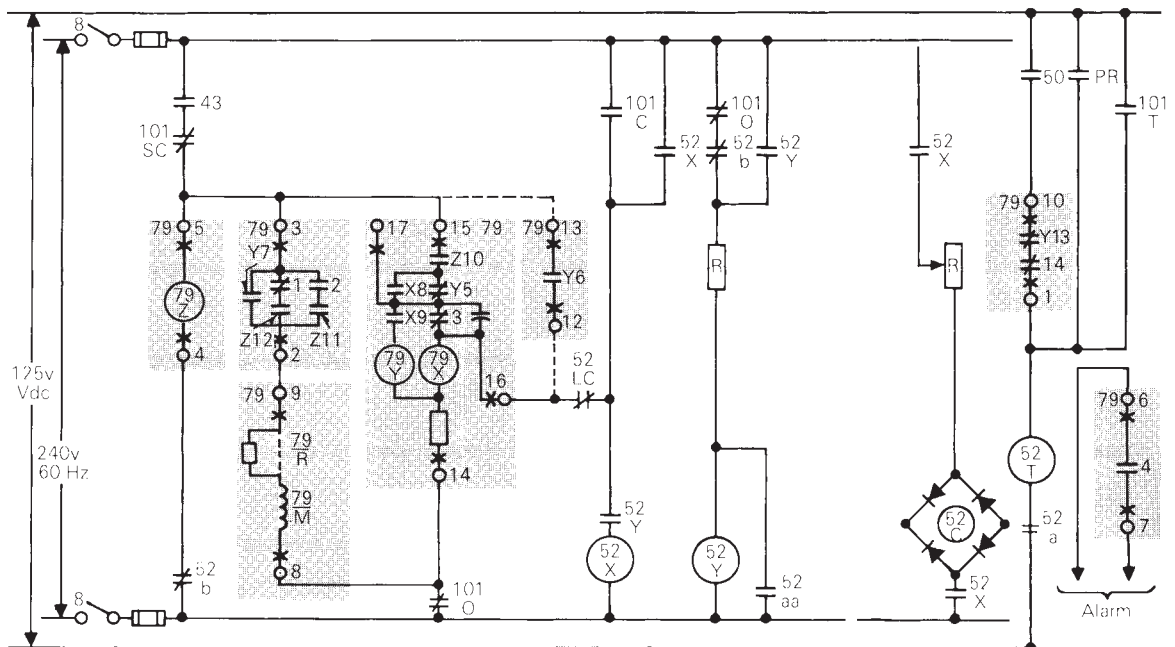 8
43
101
SC
79 5
79
Z
4
52
b
79 3
Y7
1
2
Z12
Z11
2
79 9
79
R
79
M
8
17
15 79
Z10
X8
Y5
X9
3
79
Y
79
X
16
14
101
O
79 13
Y6
12
52
LC
101
C
52
X
52
Y
52
X
101
O
52
b
52
Y
R
52
Y
52
aa
52
X
R
52
C
52
X
50
PR
101
T
79 10
Y13
14
1
52
T
52
a
79 6
4
7
Alarm
125v
Vdc
240v
60 Hz
8